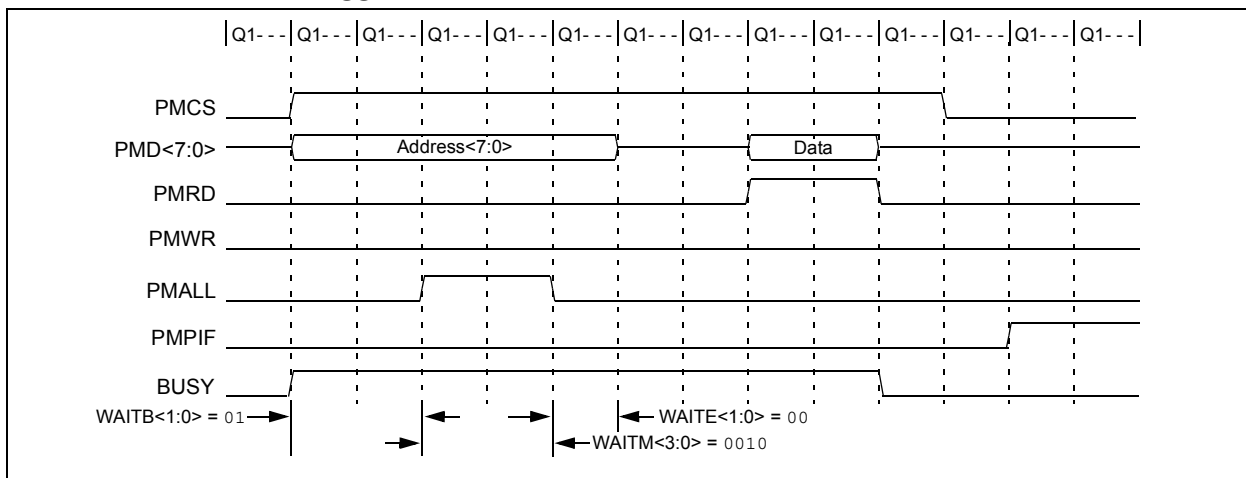 gg
Q1- - - Q1- - - Q1- - - Q1- - - Q1- - - Q1- - - Q1- - - Q1- - - Q1- - - Q1- - - Q1- - - Q1- - - Q1- - - Q1- - -
PMCS
PMD<7:0> Address<7:0> Data
PMRD
PMWR
PMALL
PMPIF
BUSY
WAITB<1:0> = 01 WAITE<1:0> = 00
WAITM<3:0> = 0010